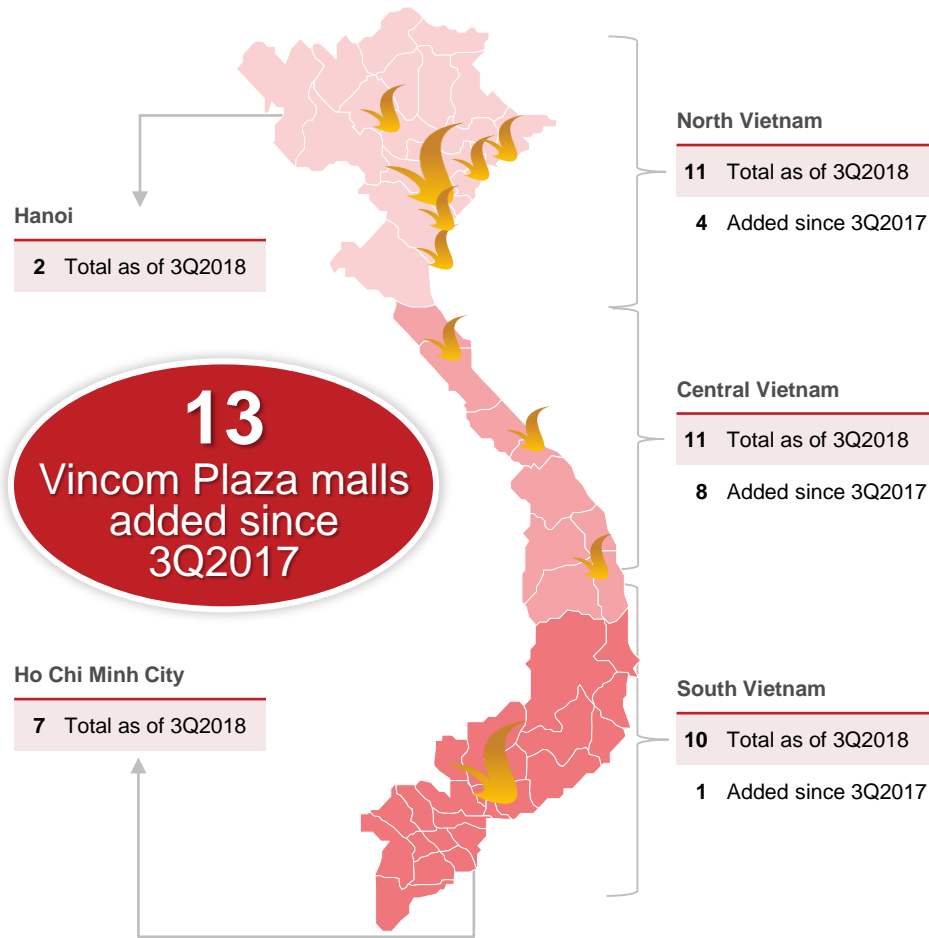 North Vietnam
11 Total as of 3Q2018
4 Added since 3Q2017
Hanoi
2 Total as of 3Q2018
13
Vincom Plaza malls
added since
3Q2017
Central Vietnam
11 Total as of 3Q2018
8 Added since 3Q2017
Ho Chi Minh City
7 Total as of 3Q2018
South Vietnam
10 Total as of 3Q2018
1 Added since 3Q2017